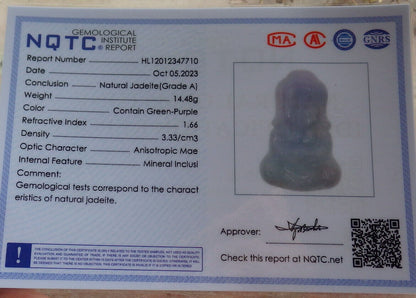 NQTC
GEMOLOGICAL
INSTITUTE
© REPORT
MA
GNRS
Report Number HL12012347710
Date Oct 05.2023
Conclusion Natural Jadeite(Grade A)
Weight 14.48g
Color Contain Green-Purple
Refractive Index 1.66
Density 3.33/cm3
Optic Character Anisotropic Mae
Internal Feature Mineral Inclusi
Comment:
Gemological tests correspond to the charact
eristics of natural jadeite.
Approver:
Check this report at NQTC.net